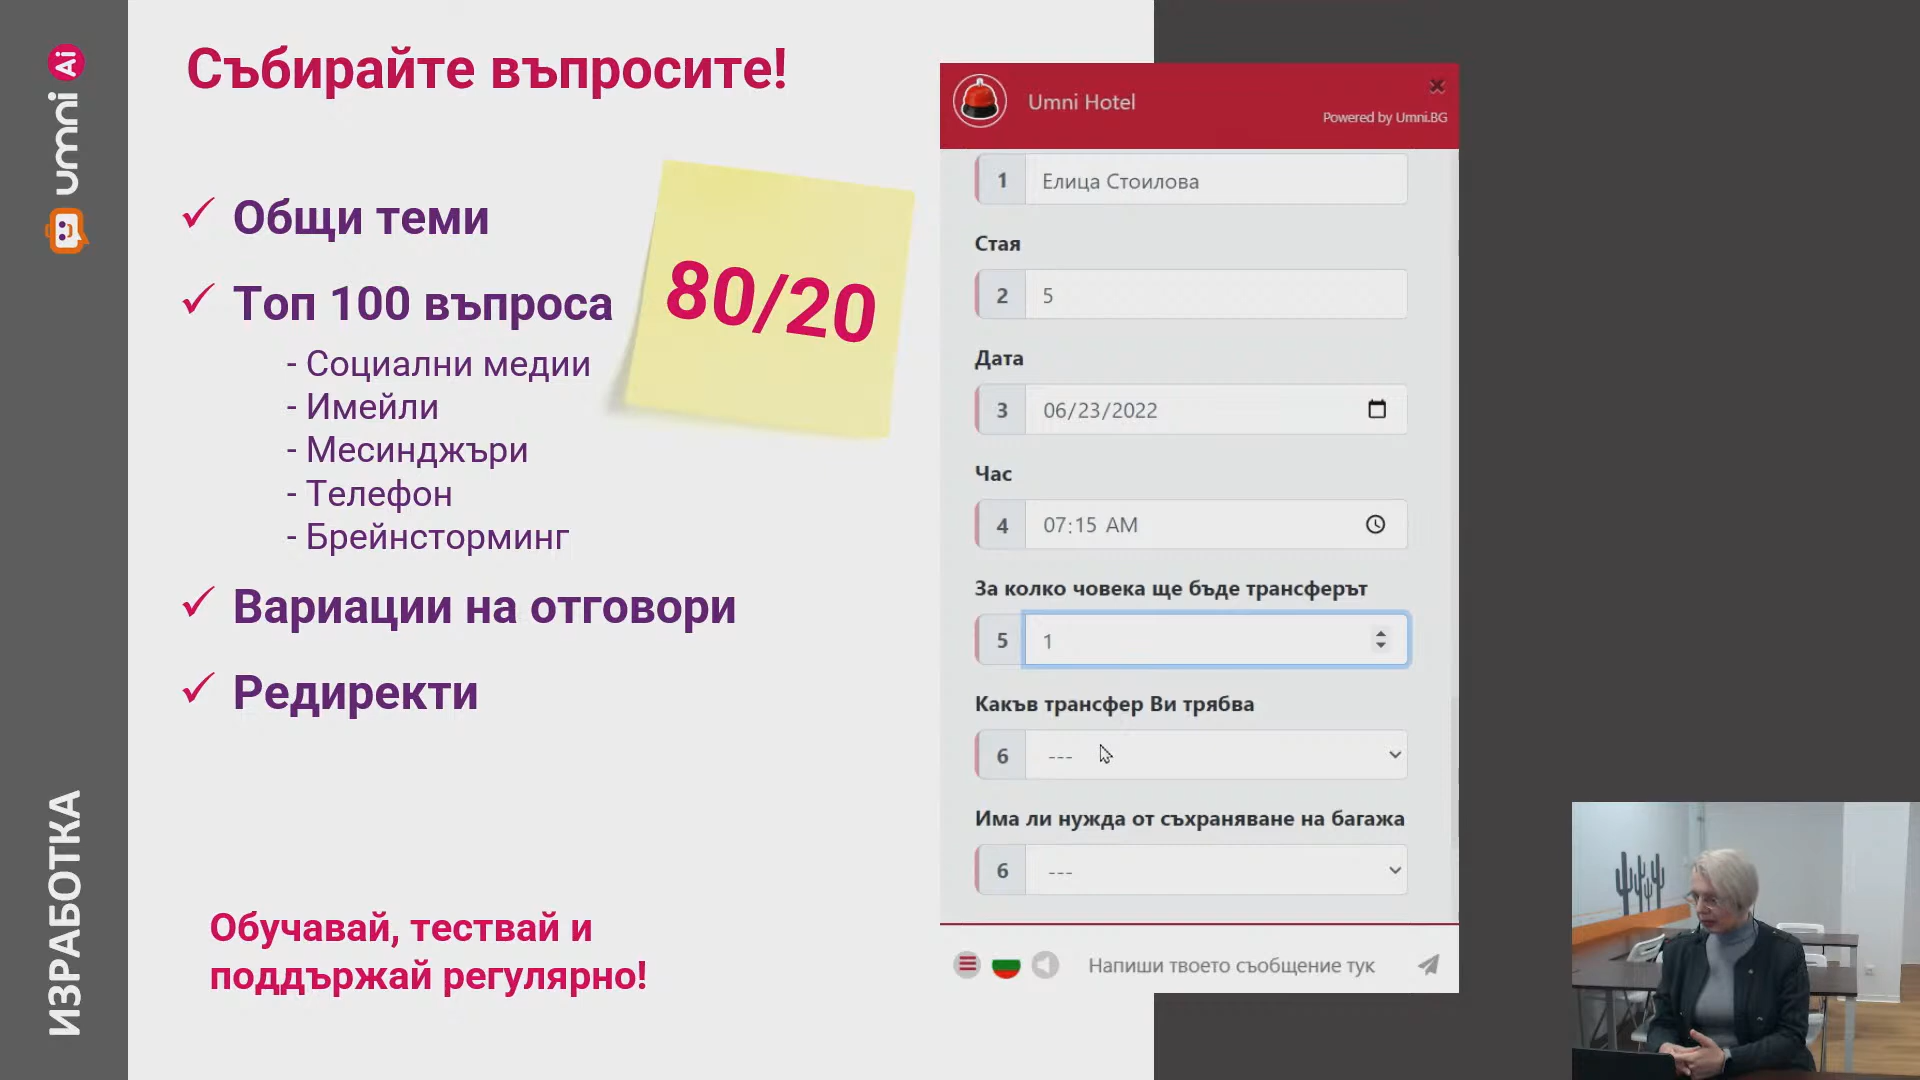 umni Ai
ИЗРАБОТКА
Събирайте въпросите!
Общи теми
Топ 100 въпроса
- Социални медии
- Имейли
- Месинджъри
- Телефон
- Брейнсторминг
Вариации на отговори
Редиректи
80/20
Обучавай, тествай и
поддържай регулярно!
Umni Hotel
Powered by Umni.BG
1 Елица Стоилова
Стая
2 5
Дата
3 06/23/2022
Час
4 07:15 AM
За колко човека ще бъде трансферът
5 1
Какъв трансфер Ви трябва
6 ---
Има ли нужда от съхраняване на багажа
6 ---
Напиши твоето съобщение тук